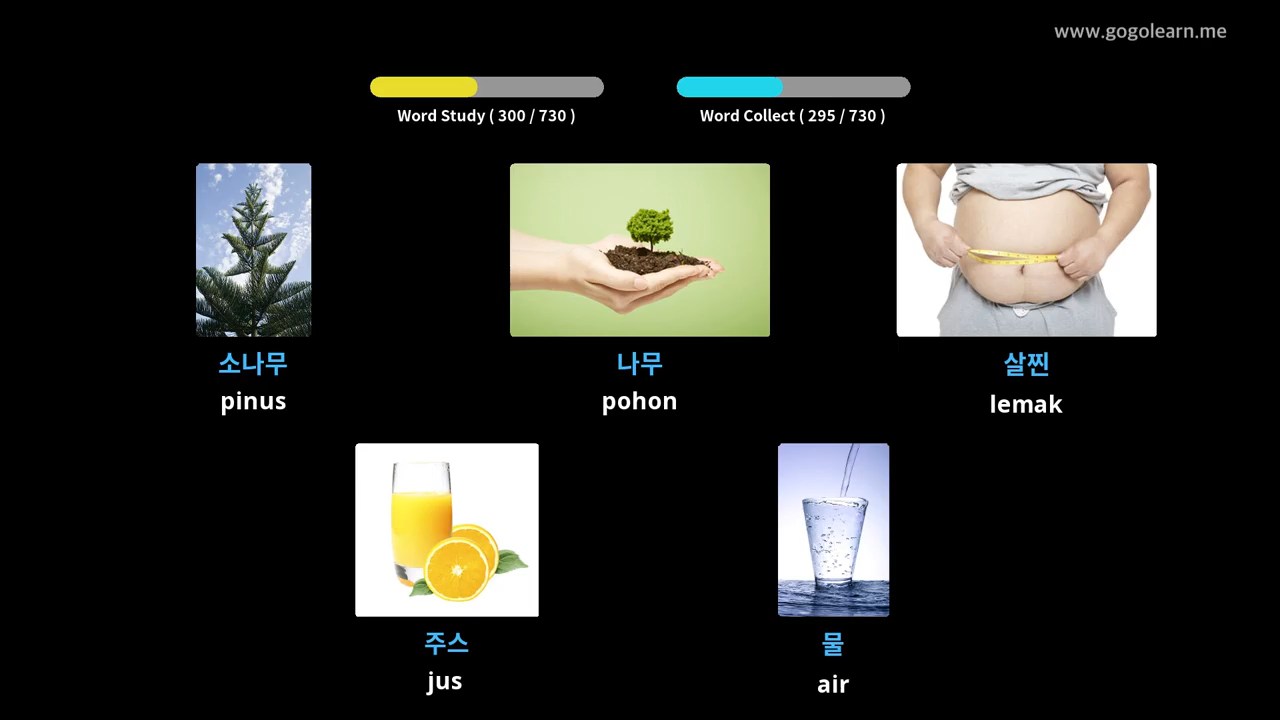 www.gogolearn.me
Word Study ( 300 / 730 )
Word Collect ( 295 / 730 )
소나무
pinus
나무
pohon
살찐
lemak
주스
jus
물
air